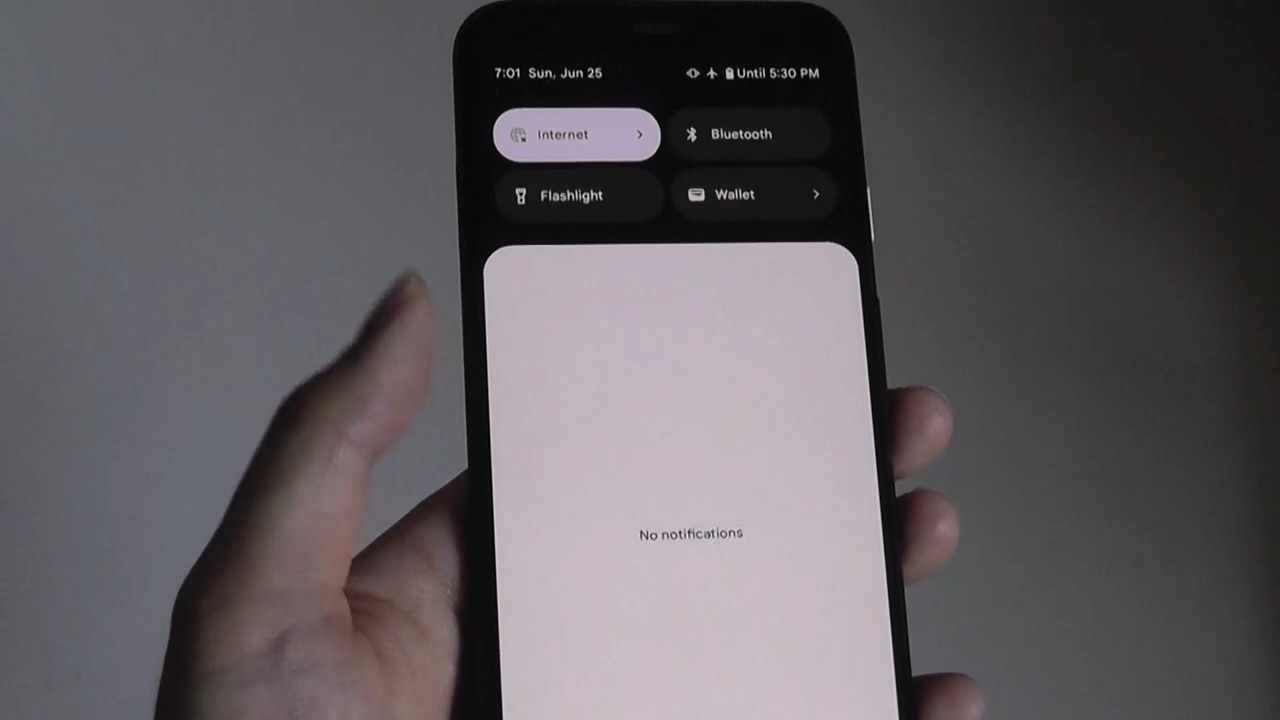 7:01 Sun, Jun 25 Until 5:30 PM
Internet Bluetooth
Flashlight Wallet
No notifications